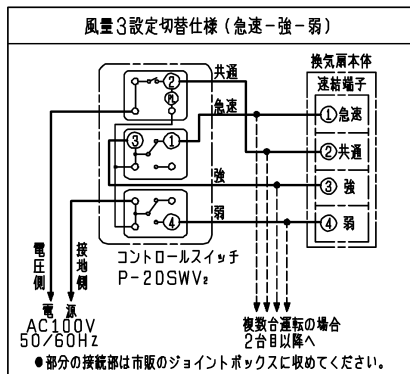 風量3設定切替仕様(急速-強-弱)
換気扇本体
速結端子
共通
急速
強
弱
②
PL
③
①
④
①急速
②共通
③ 強
④ 弱
コントロールスイッチ
P-20SWV₂
電圧側
接地側
電源
AC100V
50/60Hz
複数台運転の場合
2台目以降へ
●部分の接続部は市販のジョイントボックスに収めてください。